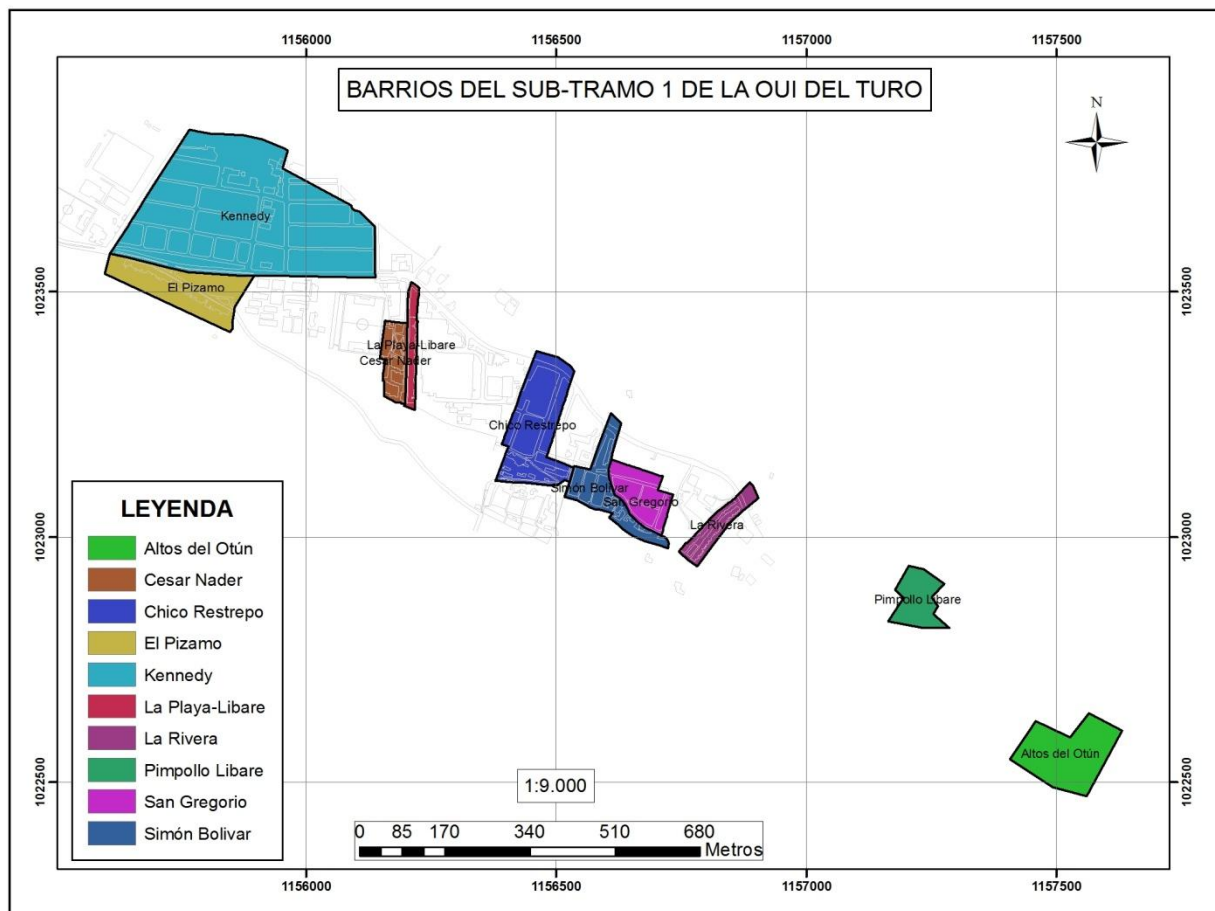 1156000 1156500 1157000 1157500
BARRIOS DEL SUB-TRAMO 1 DE LA OUI DEL TURO
N
Kennedy
1023500 El Pizamo 1023500
La Playa-Libare
Cesar Nader
Chico Restrepo
Simón Bolivar
San Gregorio
La Rivera
1023000 1023000
Pimpollo Libare
Altos del Otún
1022500 1022500
LEYENDA
Altos del Otún
Cesar Nader
Chico Restrepo
El Pizamo
Kennedy
La Playa-Libare
La Rivera
Pimpollo Libare
San Gregorio
Simón Bolivar
1:9.000
0 85 170 340 510 680
Metros
1156000 1156500 1157000 1157500